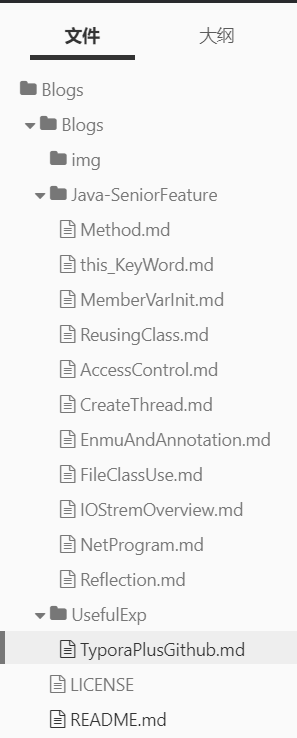 文件 大纲
Blogs
Blogs
img
Java-SeniorFeature
Method.md
this_KeyWord.md
MemberVarInit.md
ReusingClass.md
AccessControl.md
CreateThread.md
EnmuAndAnnotation.md
FileClassUse.md
IOStremOverview.md
NetProgram.md
Reflection.md
UsefulExp
TyporaPlusGithub.md
LICENSE
README.md